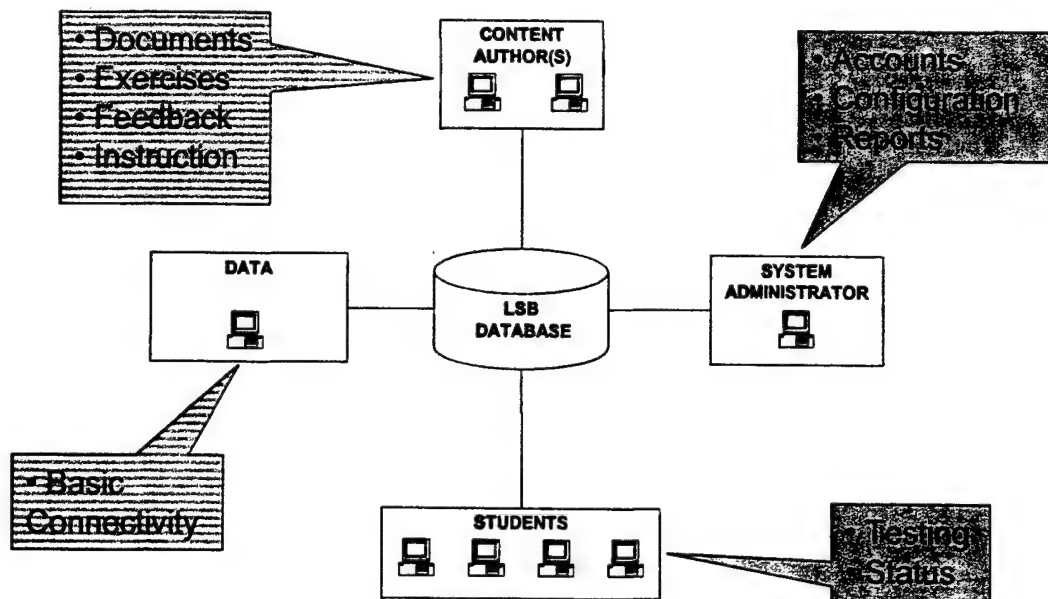 • Documents
• Exercises
• Feedback
• Instruction
CONTENT
AUTHOR(S)
• Accounts
• Configuration
• Reports
DATA
LSB
DATABASE
SYSTEM
ADMINISTRATOR
• Basic
Connectivity
STUDENTS
• Testing
• Status